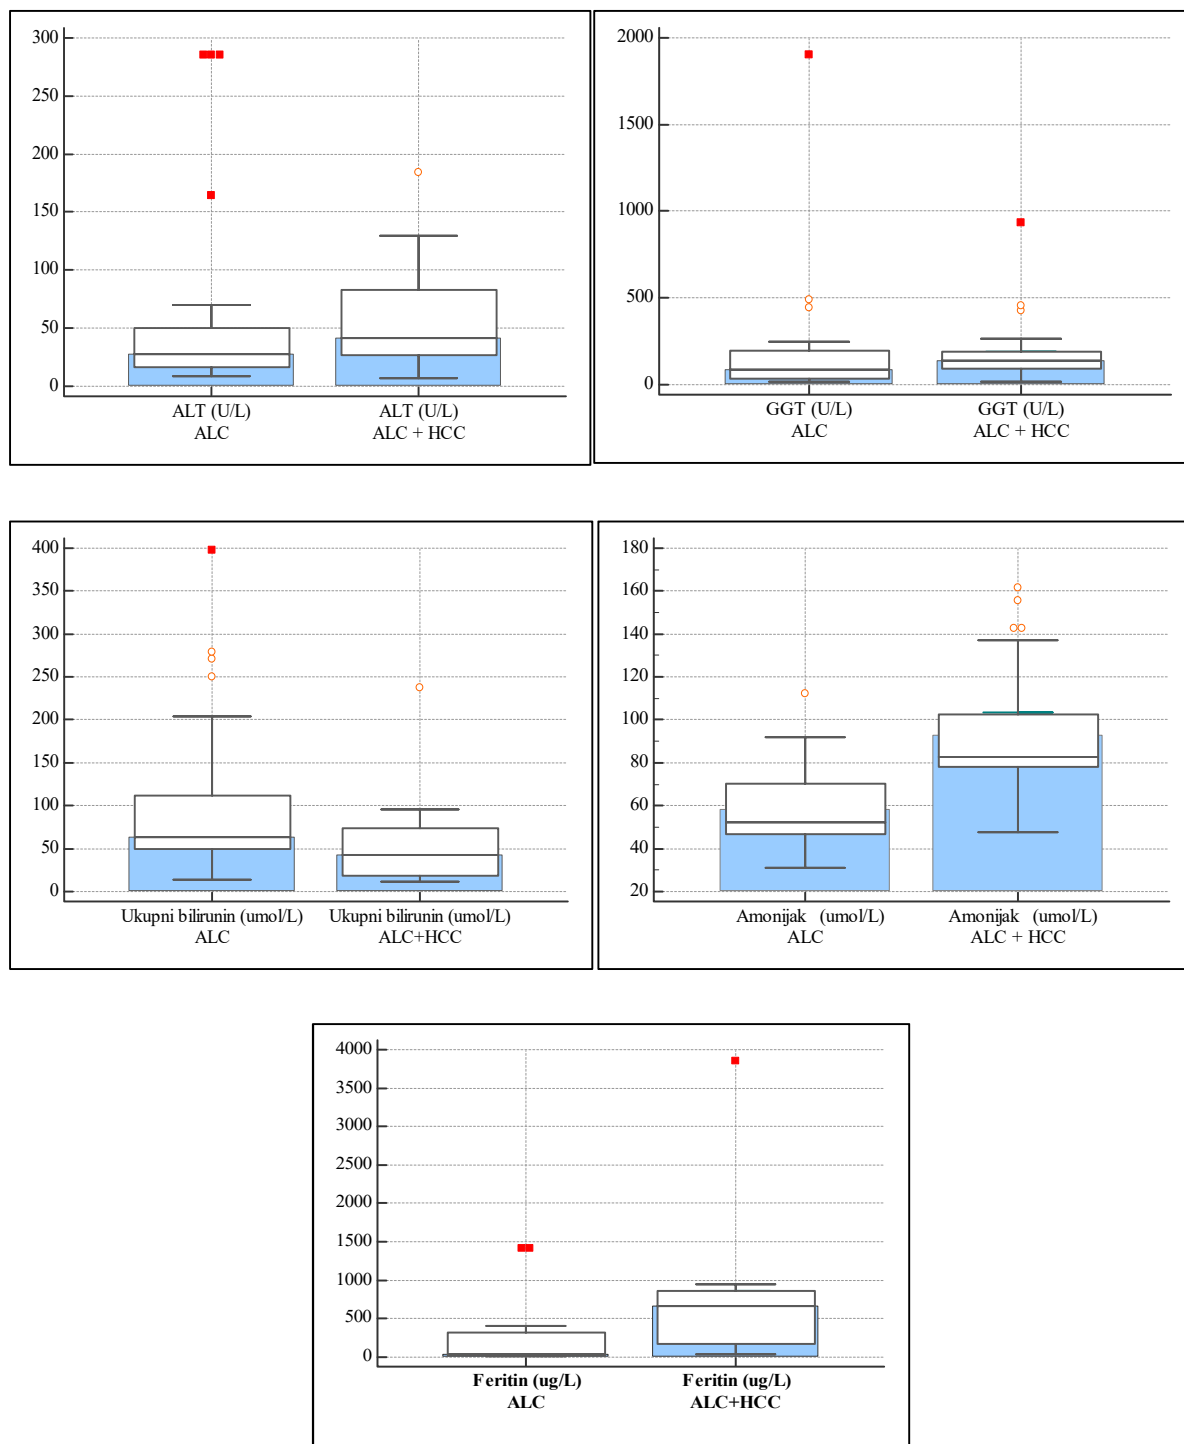 300
250
200
150
100
50
0
ALT (U/L)
ALC
ALT (U/L)
ALC + HCC
2000
1500
1000
500
0
GGT (U/L)
ALC
GGT (U/L)
ALC + HCC
400
350
300
250
200
150
100
50
0
Ukupni bilirunin (umol/L)
ALC
Ukupni bilirunin (umol/L)
ALC+HCC
180
160
140
120
100
80
60
40
20
Amonijak (umol/L)
ALC
Amonijak (umol/L)
ALC + HCC
4000
3500
3000
2500
2000
1500
1000
500
0
Feritin (ug/L)
ALC
Feritin (ug/L)
ALC+HCC